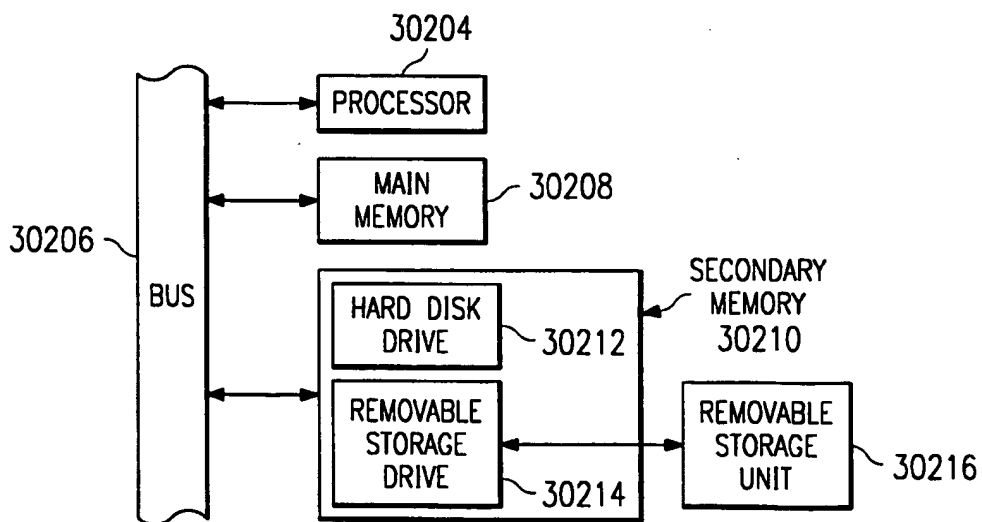 30204
PROCESSOR
MAIN
MEMORY
30208
30206
BUS
SECONDARY
MEMORY
30210
HARD DISK
DRIVE
30212
REMOVABLE
STORAGE
DRIVE
30214
REMOVABLE
STORAGE
UNIT
30216